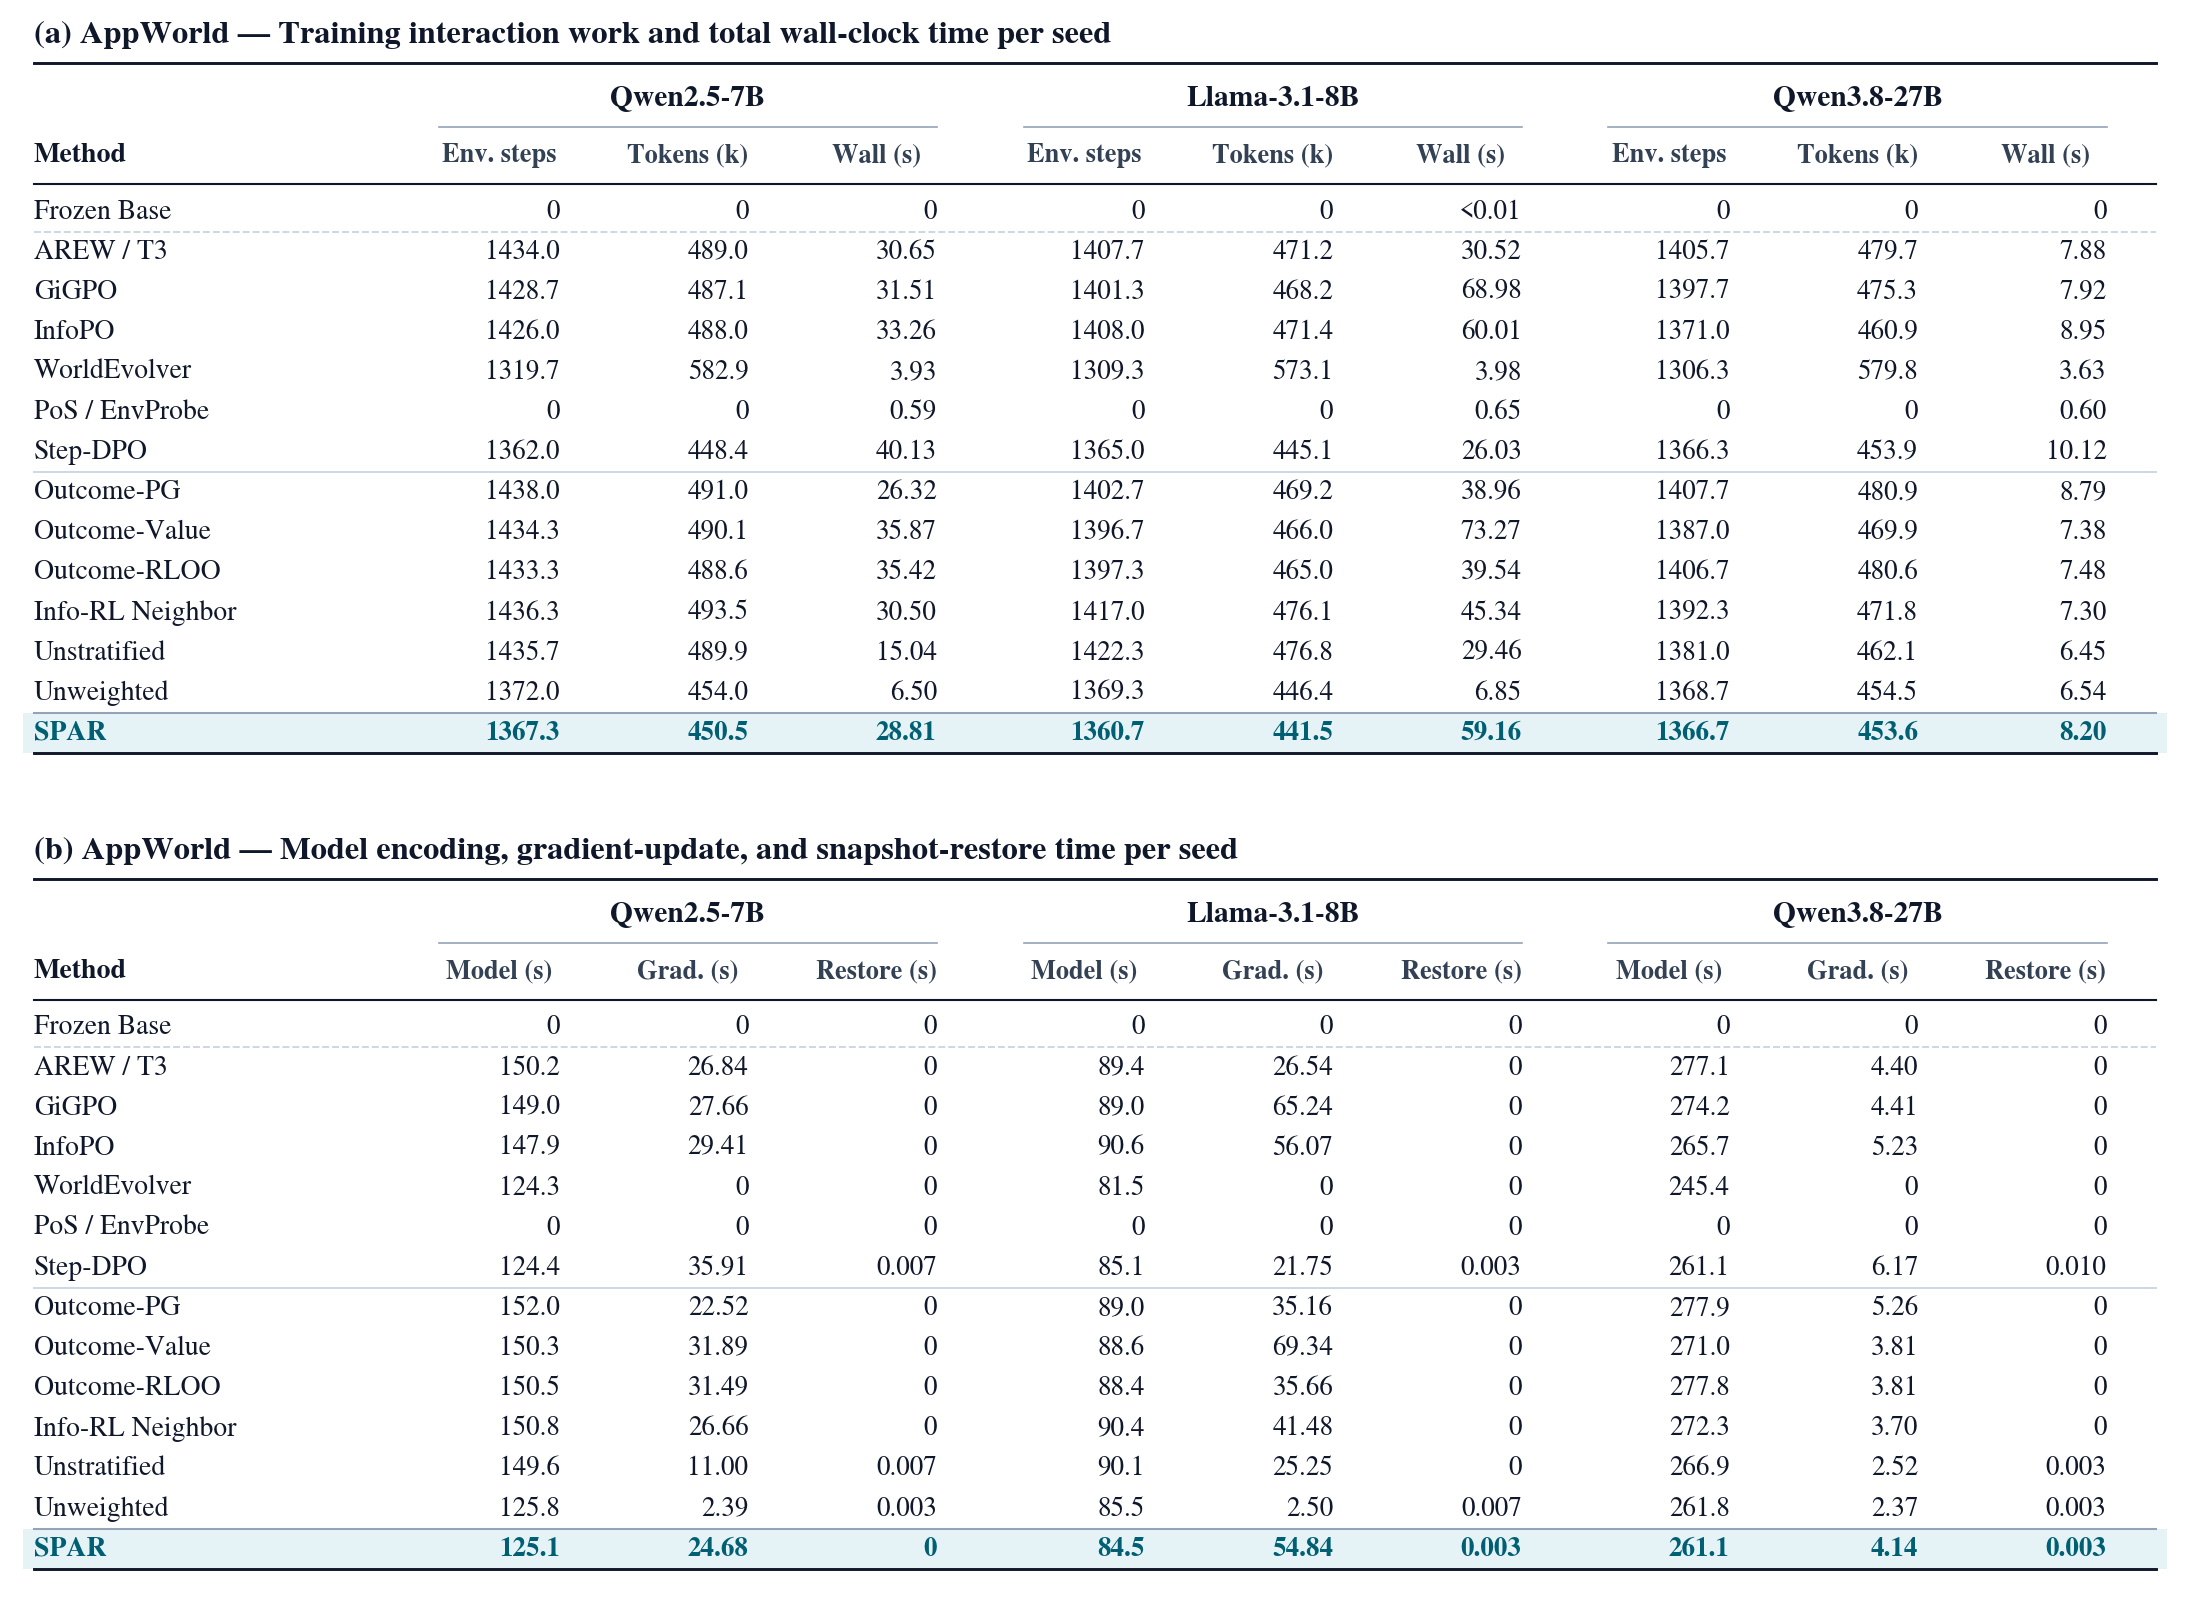 (a) AppWorld — Training interaction work and total wall-clock time per seed
Qwen2.5-7B Llama-3.1-8B Qwen3.8-27B
Method Env. steps Tokens (k) Wall (s) Env. steps Tokens (k) Wall (s) Env. steps Tokens (k) Wall (s)
Frozen Base 0 0 0 0 0 <0.01 0 0 0
AREW / T3 1434.0 489.0 30.65 1407.7 471.2 30.52 1405.7 479.7 7.88
GiGPO 1428.7 487.1 31.51 1401.3 468.2 68.98 1397.7 475.3 7.92
InfoPO 1426.0 488.0 33.26 1408.0 471.4 60.01 1371.0 460.9 8.95
WorldEvolver 1319.7 582.9 3.93 1309.3 573.1 3.98 1306.3 579.8 3.63
PoS / EnvProbe 0 0 0.59 0 0 0.65 0 0 0.60
Step-DPO 1362.0 448.4 40.13 1365.0 445.1 26.03 1366.3 453.9 10.12
Outcome-PG 1438.0 491.0 26.32 1402.7 469.2 38.96 1407.7 480.9 8.79
Outcome-Value 1434.3 490.1 35.87 1396.7 466.0 73.27 1387.0 469.9 7.38
Outcome-RLOO 1433.3 488.6 35.42 1397.3 465.0 39.54 1406.7 480.6 7.48
Info-RL Neighbor 1436.3 493.5 30.50 1417.0 476.1 45.34 1392.3 471.8 7.30
Unstratified 1435.7 489.9 15.04 1422.3 476.8 29.46 1381.0 462.1 6.45
Unweighted 1372.0 454.0 6.50 1369.3 446.4 6.85 1368.7 454.5 6.54
SPAR 1367.3 450.5 28.81 1360.7 441.5 59.16 1366.7 453.6 8.20
(b) AppWorld — Model encoding, gradient-update, and snapshot-restore time per seed
Qwen2.5-7B Llama-3.1-8B Qwen3.8-27B
Method Model (s) Grad. (s) Restore (s) Model (s) Grad. (s) Restore (s) Model (s) Grad. (s) Restore (s)
Frozen Base 0 0 0 0 0 0 0 0 0
AREW / T3 150.2 26.84 0 89.4 26.54 0 277.1 4.40 0
GiGPO 149.0 27.66 0 89.0 65.24 0 274.2 4.41 0
InfoPO 147.9 29.41 0 90.6 56.07 0 265.7 5.23 0
WorldEvolver 124.3 0 0 81.5 0 0 245.4 0 0
PoS / EnvProbe 0 0 0 0 0 0 0 0 0
Step-DPO 124.4 35.91 0.007 85.1 21.75 0.003 261.1 6.17 0.010
Outcome-PG 152.0 22.52 0 89.0 35.16 0 277.9 5.26 0
Outcome-Value 150.3 31.89 0 88.6 69.34 0 271.0 3.81 0
Outcome-RLOO 150.5 31.49 0 88.4 35.66 0 277.8 3.81 0
Info-RL Neighbor 150.8 26.66 0 90.4 41.48 0 272.3 3.70 0
Unstratified 149.6 11.00 0.007 90.1 25.25 0 266.9 2.52 0.003
Unweighted 125.8 2.39 0.003 85.5 2.50 0.007 261.8 2.37 0.003
SPAR 125.1 24.68 0 84.5 54.84 0.003 261.1 4.14 0.003